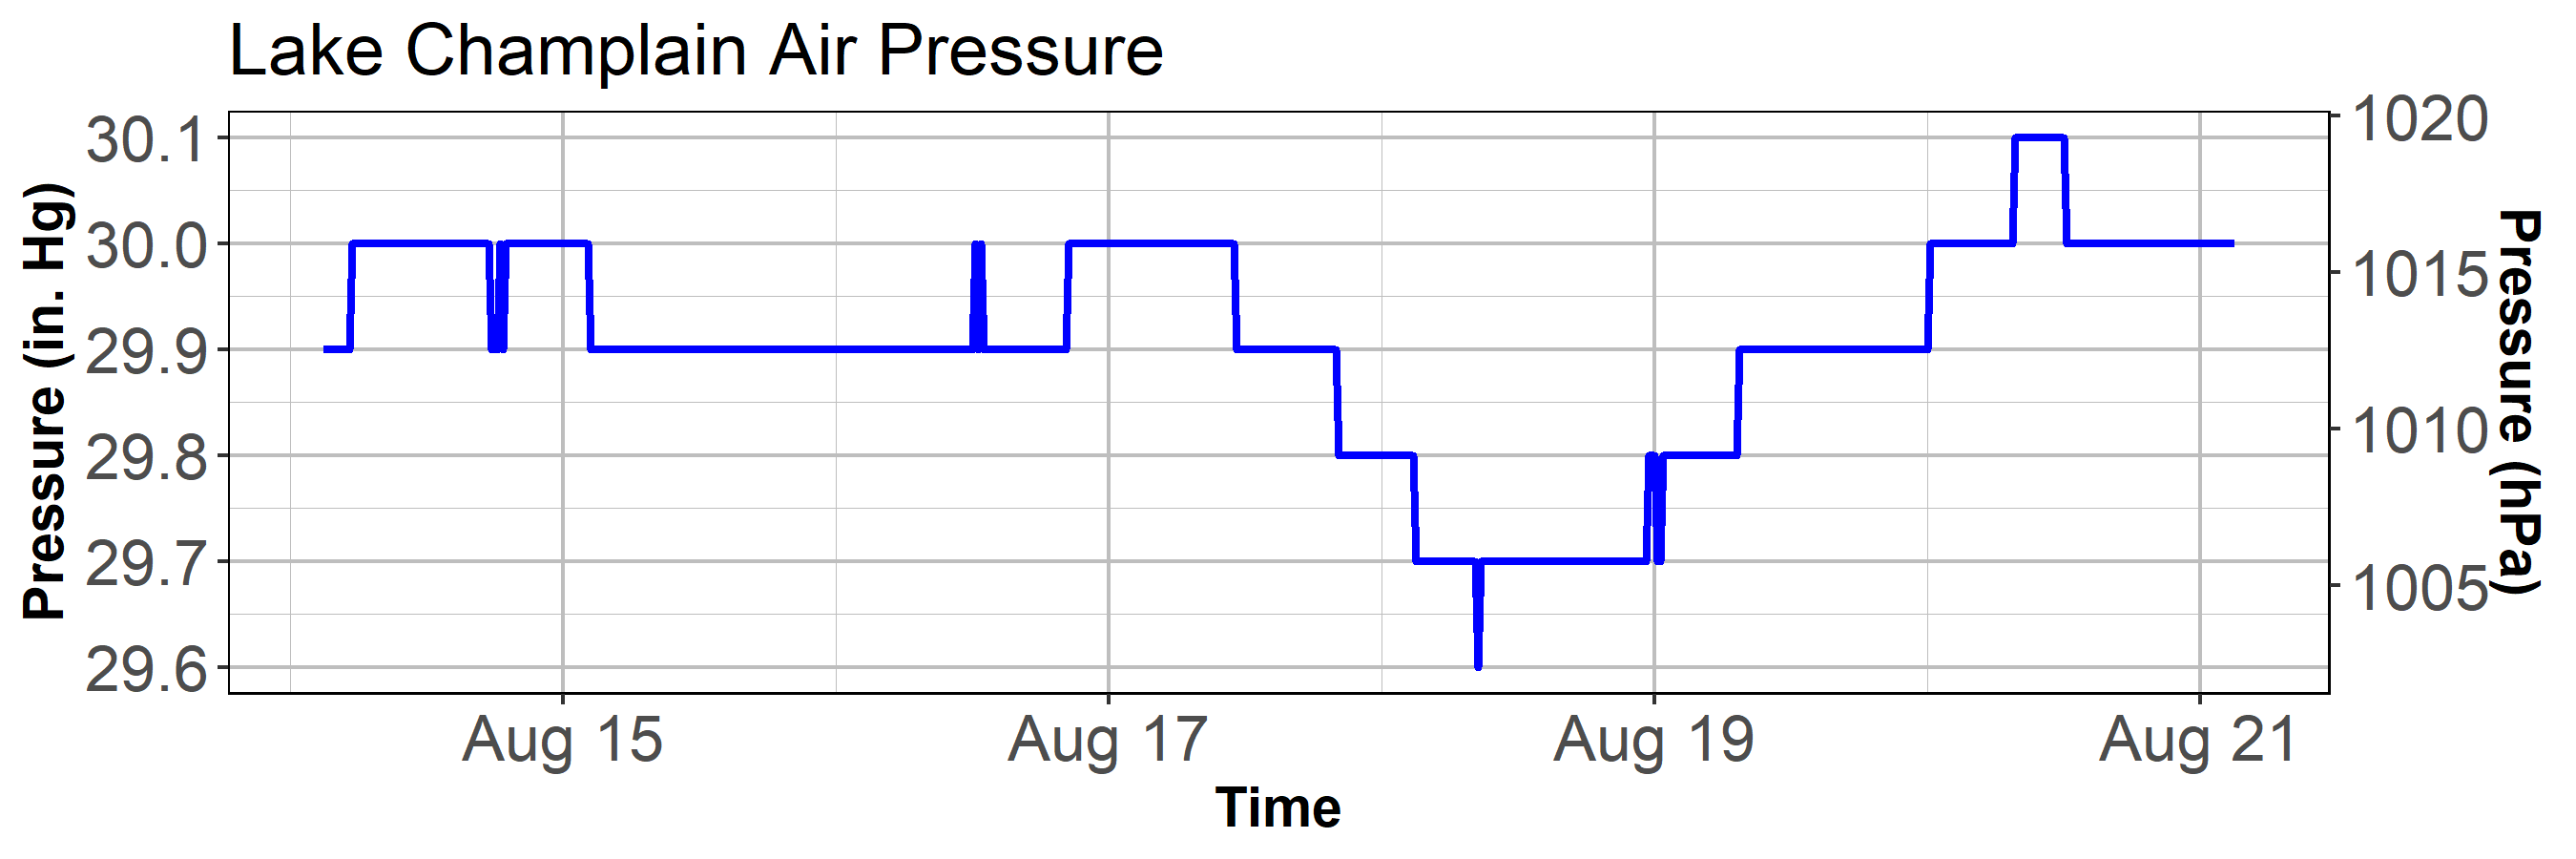 Lake Champlain Air Pressure
Pressure (in. Hg)
30.1
30.0
29.9
29.8
29.7
29.6
1020
1015
1010
1005
Pressure (hPa)
Aug 15
Aug 17
Aug 19
Aug 21
Time